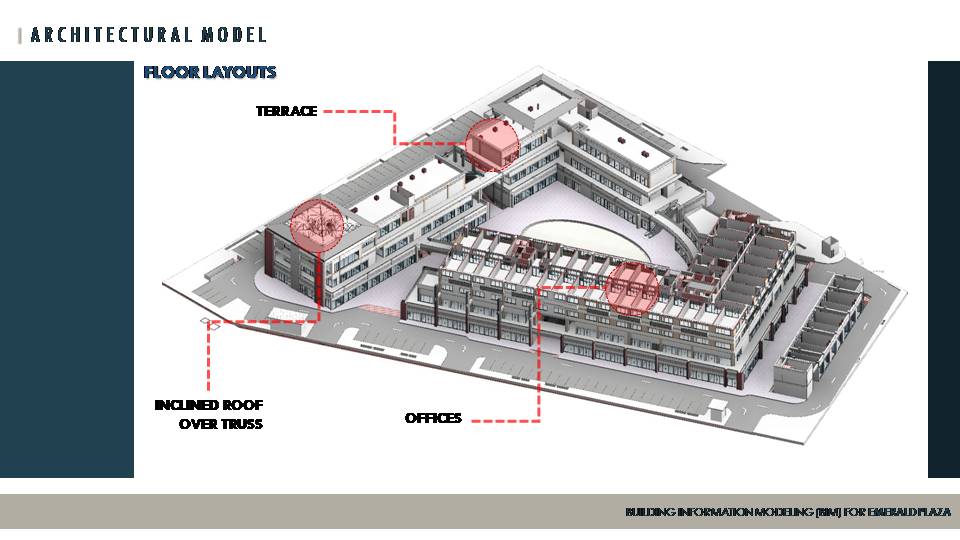 ARCHITECTURAL MODEL
FLOOR LAYOUTS
TERRACE
INCLINED ROOF
OVER TRUSS
OFFICES
BUILDING INFORMATION MODELING (BIM) FOR EMERALD PLAZA